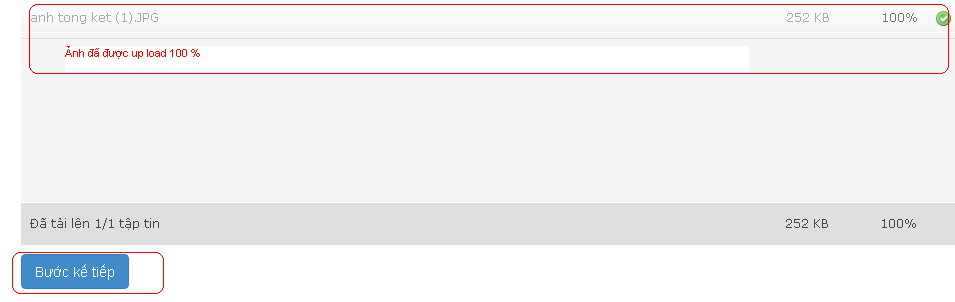 anh tong ket (1).JPG 252 KB 100%
Ảnh đã được up load 100 %
Đã tải lên 1/1 tập tin 252 KB 100%
Bước kế tiếp